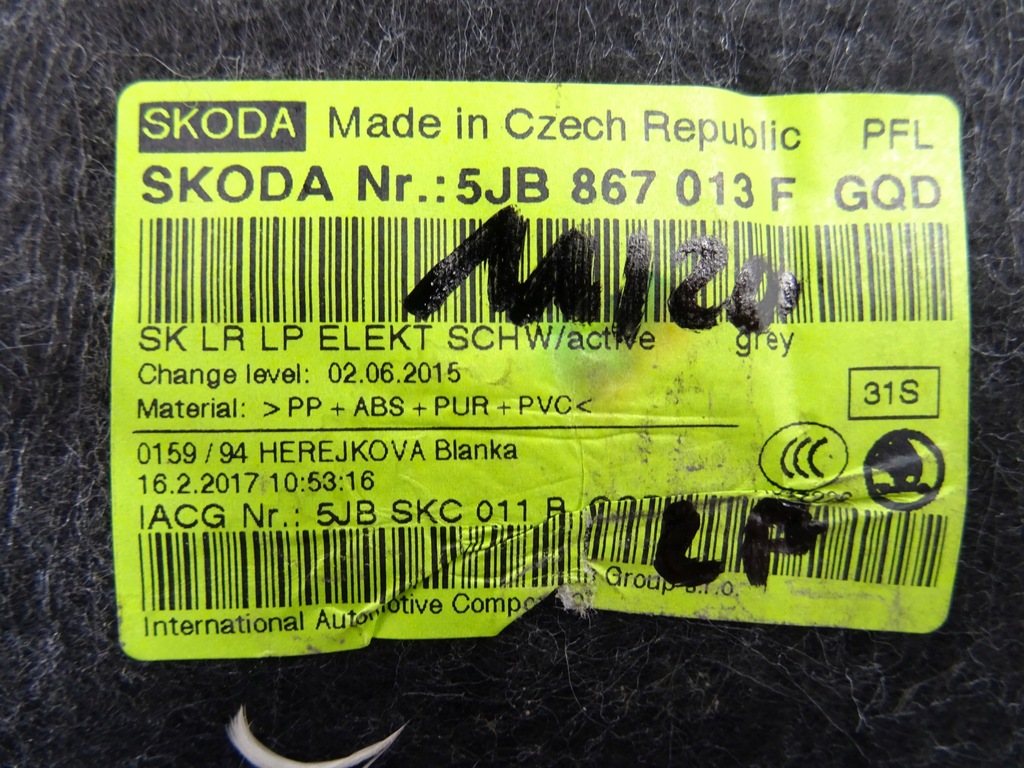 SKODA Made in Czech Republic PFL
SKODA Nr.: 5JB 867 013 F GQD
SK LR LP ELEKT SCHW/active grey
Change level: 02.06.2015
Material: >PP + ABS + PUR + PVC<
31S
0159 / 94 HEREJKOVA Blanka
16.2.2017 10:53:16
IACG Nr.: 5JB SKC 011
LP
International Automotive Group s.r.o.